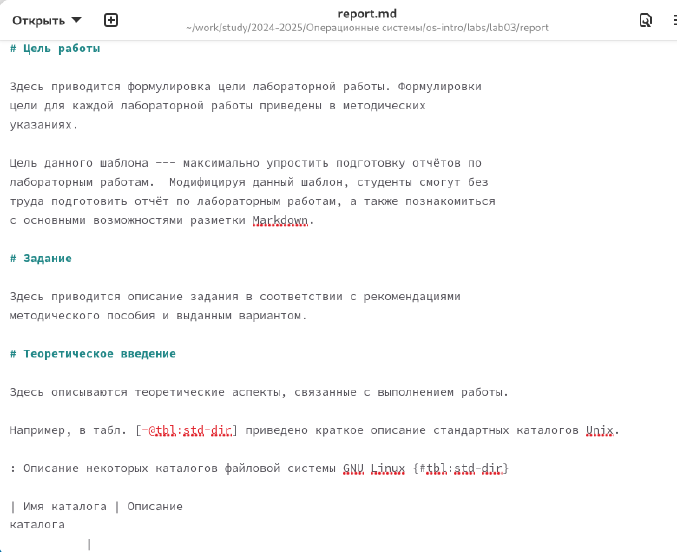 Открыть
report.md
~/work/study/2024-2025/Операционные системы/os-intro/labs/lab03/report
# Цель работы
Здесь приводится формулировка цели лабораторной работы. Формулировки
цели для каждой лабораторной работы приведены в методических
указаниях.
Цель данного шаблона --- максимально упростить подготовку отчётов по
лабораторным работам.  Модифицируя данный шаблон, студенты смогут без
труда подготовить отчёт по лабораторным работам, а также познакомиться
с основными возможностями разметки Markdown.
# Задание
Здесь приводится описание задания в соответствии с рекомендациями
методического пособия и выданным вариантом.
# Теоретическое введение
Здесь описываются теоретические аспекты, связанные с выполнением работы.
Например, в табл. [-@tbl:std-dir] приведено краткое описание стандартных каталогов Unix.
: Описание некоторых каталогов файловой системы GNU Linux {#tbl:std-dir}
| Имя каталога | Описание
каталога
|